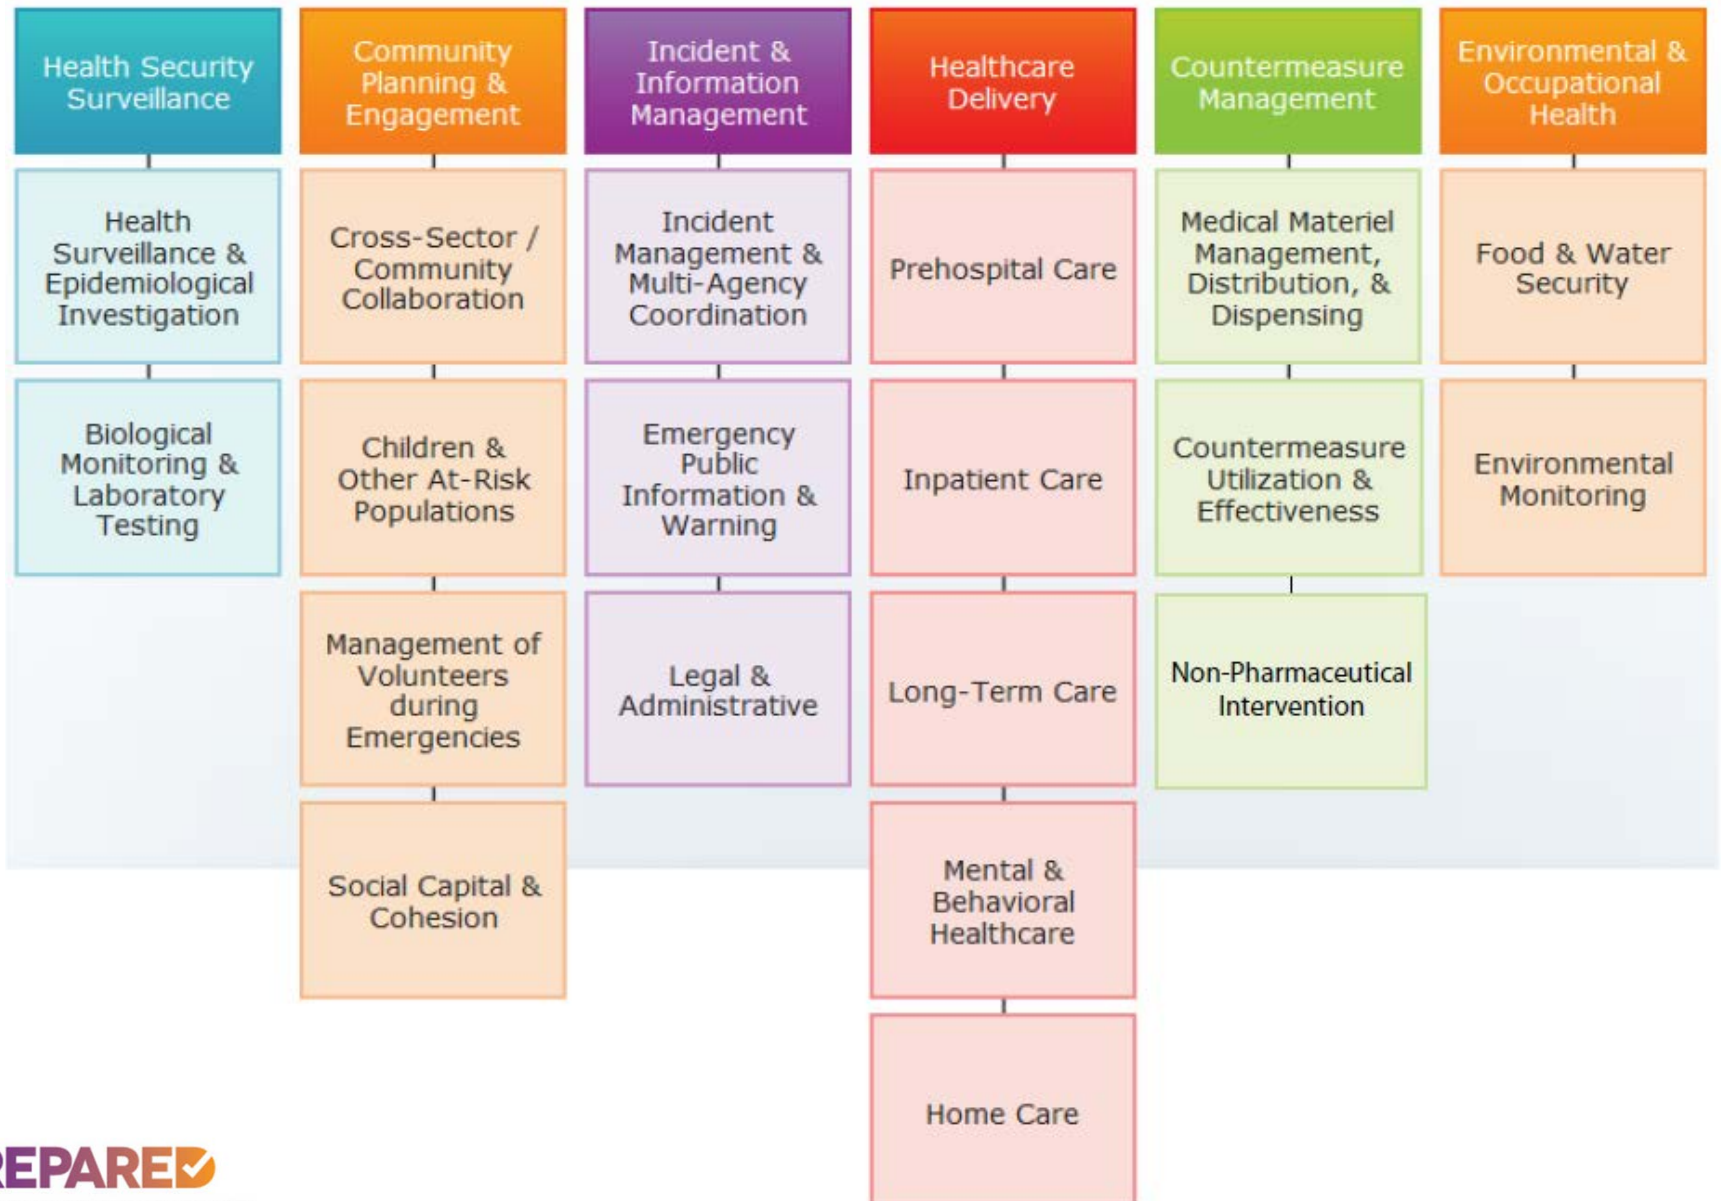 Health Security
Surveillance
Community
Planning &
Engagement
Incident &
Information
Management
Healthcare
Delivery
Countermeasure
Management
Environmental &
Occupational
Health
Health
Surveillance &
Epidemiological
Investigation
Cross-Sector /
Community
Collaboration
Incident
Management &
Multi-Agency
Coordination
Prehospital Care
Medical Materiel
Management,
Distribution, &
Dispensing
Food & Water
Security
Biological
Monitoring &
Laboratory
Testing
Children &
Other At-Risk
Populations
Emergency
Public
Information &
Warning
Inpatient Care
Countermeasure
Utilization &
Effectiveness
Environmental
Monitoring
Management of
Volunteers
during
Emergencies
Legal &
Administrative
Long-Term Care
Non-Pharmaceutical
Intervention
Social Capital &
Cohesion
Mental &
Behavioral
Healthcare
Home Care
REPARED